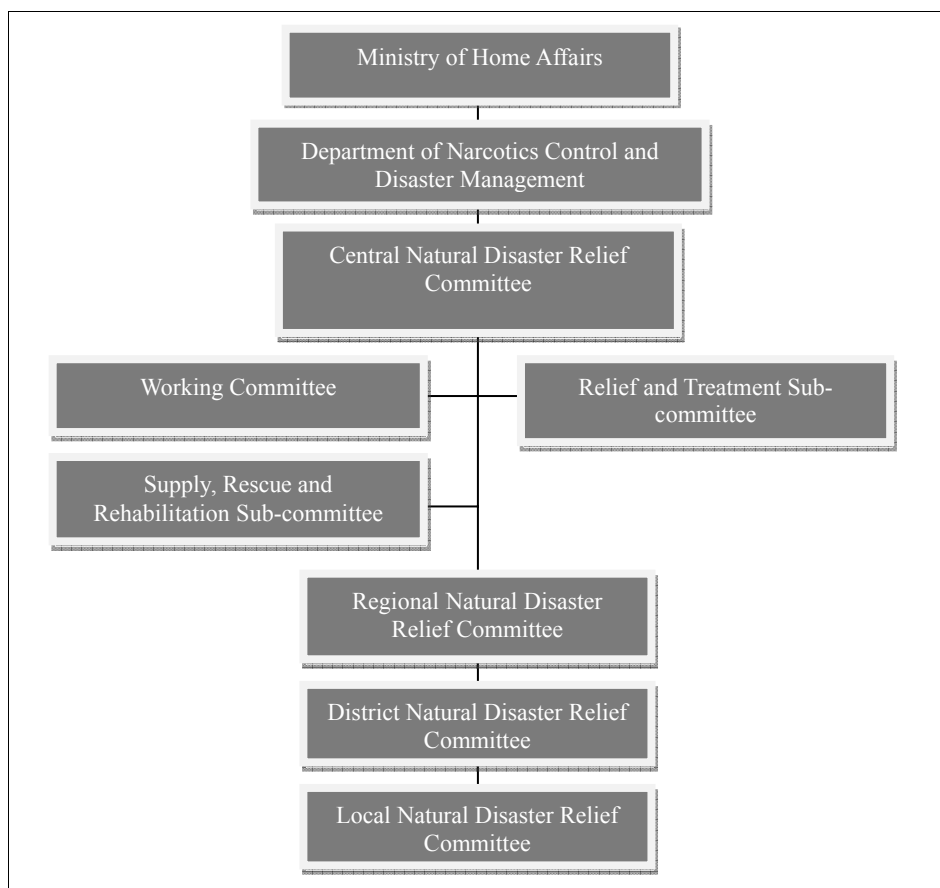 Ministry of Home Affairs
Department of Narcotics Control and
Disaster Management
Central Natural Disaster Relief
Committee
Working Committee
Relief and Treatment Sub-
committee
Supply, Rescue and
Rehabilitation Sub-committee
Regional Natural Disaster
Relief Committee
District Natural Disaster Relief
Committee
Local Natural Disaster Relief
Committee